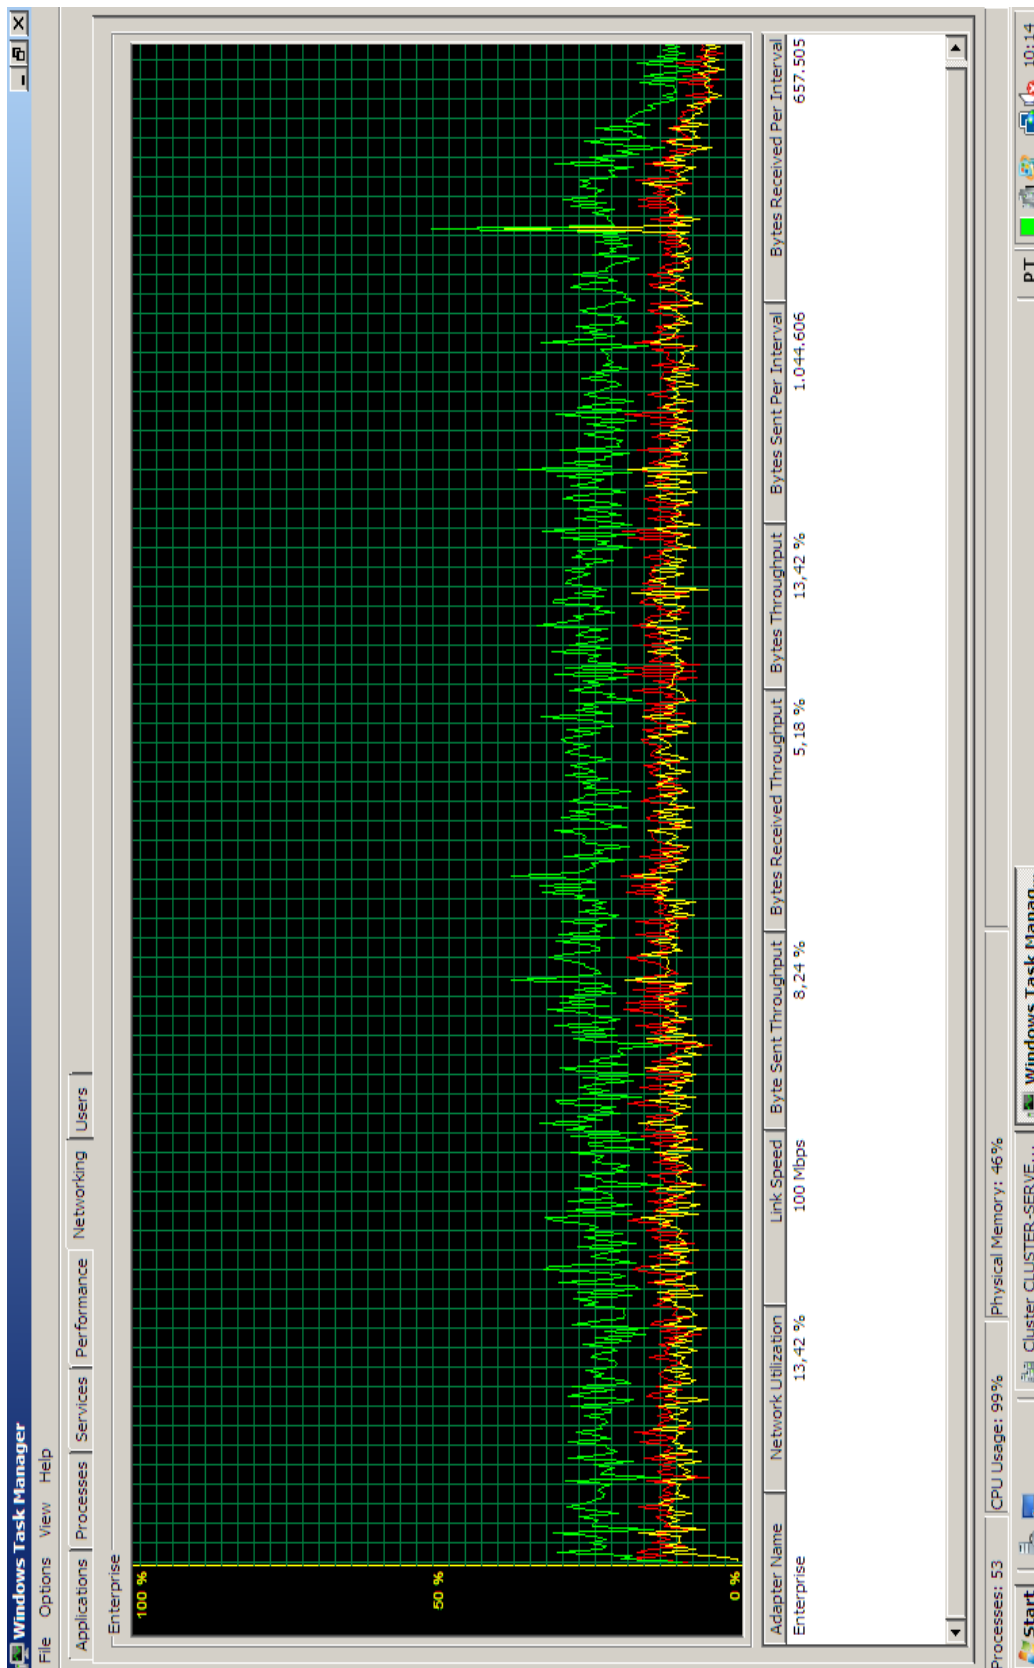 Windows Task Manager
File Options View Help
Applications Processes Services Performance Networking Users
Enterprise
100 %
50 %
0 %
Adapter Name Network Utilization Link Speed Byte Sent Throughput Bytes Received Throughput Bytes Throughput Bytes Sent Per Interval Bytes Received Per Interval
Enterprise 13,42 % 100 Mbps 8,24 % 5,18 % 13,42 % 1.044.606 657.505
Processes: 53 CPU Usage: 99% Physical Memory: 46%
Start Cluster CLUSTER-SERVE... Windows Task Manag... PT 10:14